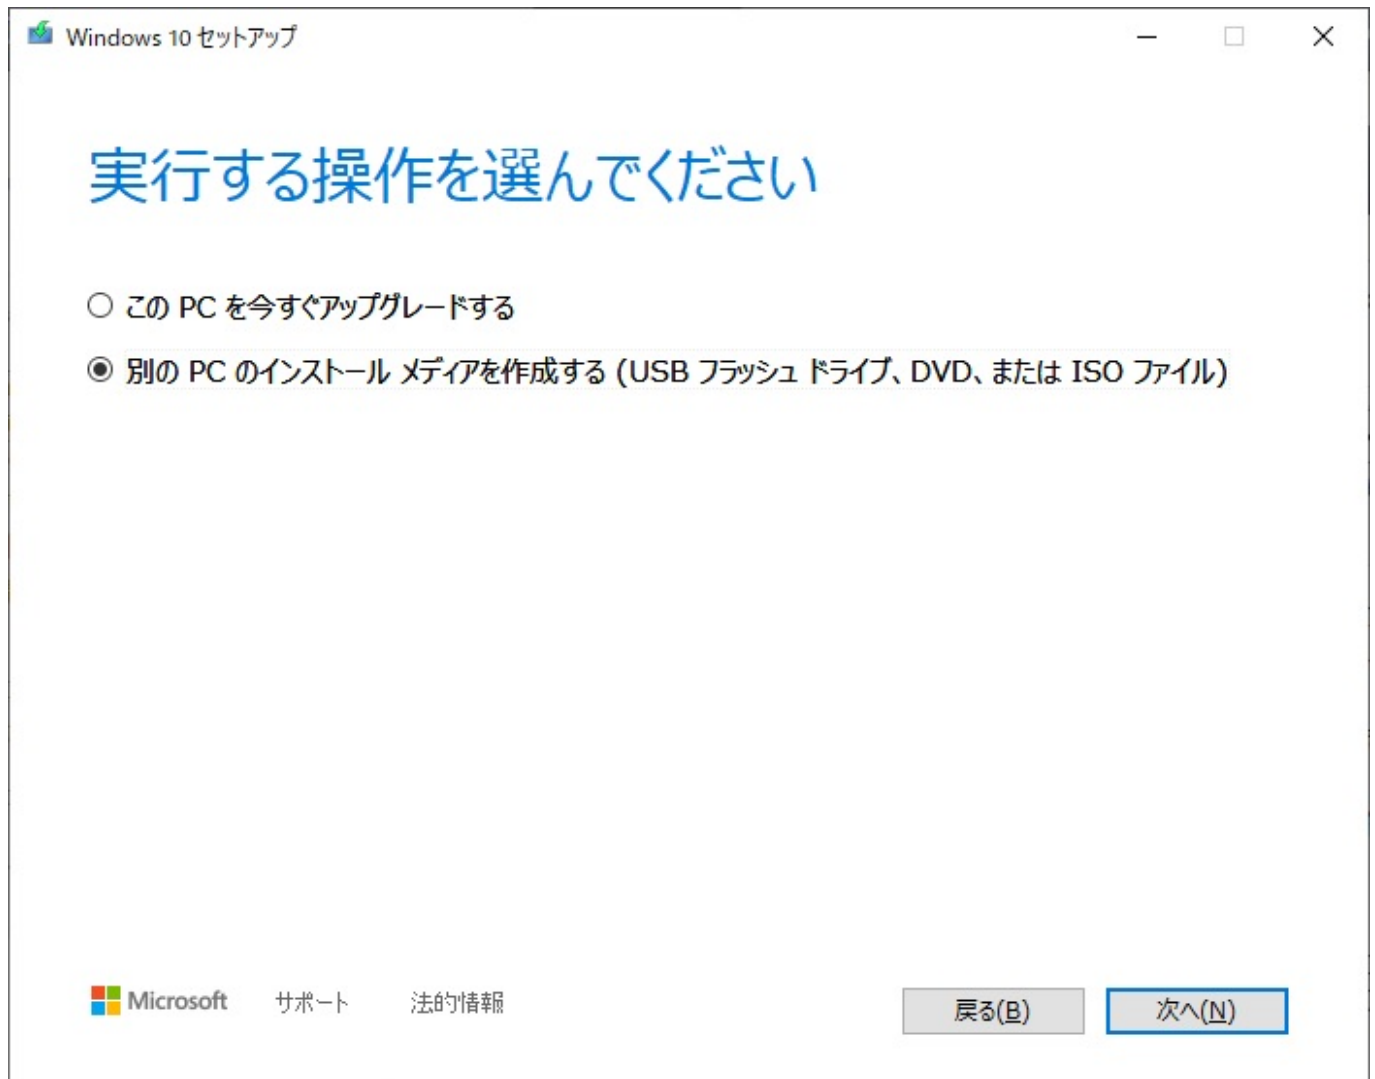 Windows 10 セットアップ
実行する操作を選んでください
この PC を今すぐアップグレードする
別の PC のインストール メディアを作成する (USB フラッシュ ドライブ、DVD、または ISO ファイル)
Microsoft サポート 法的情報 戻る(B) 次へ(N)